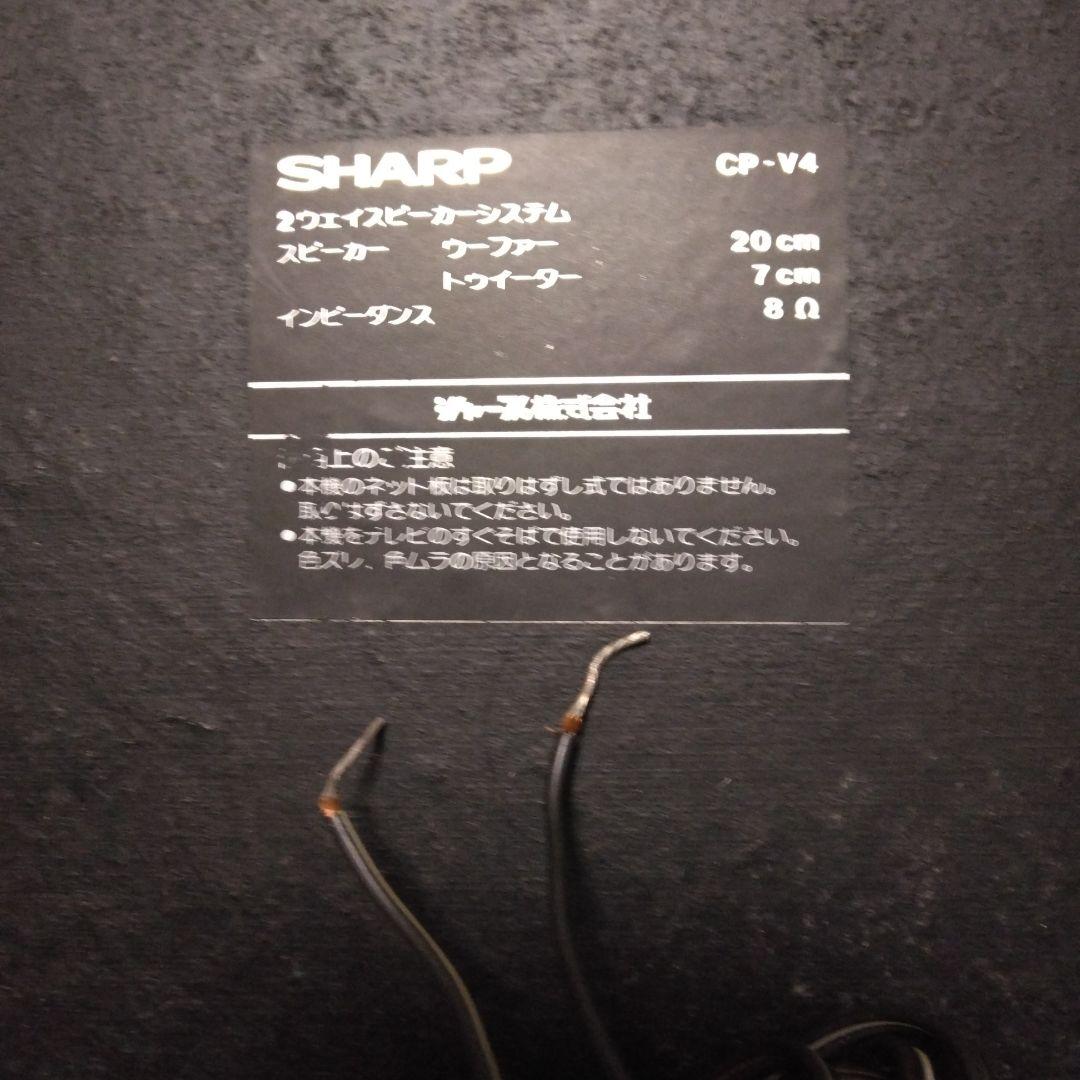 SHARP CP-V4
2ウェイスピーカーシステム
スピーカー ウーファー 20cm
トゥイーター 7cm
インピーダンス 8Ω
シャープ株式会社
上のご注意
●本機のネット板は取りはずし式ではありません。
取りはずさないでください。
●本機をテレビのすぐそばで使用しないでください。
色ズレ、色ムラの原因となることがあります。